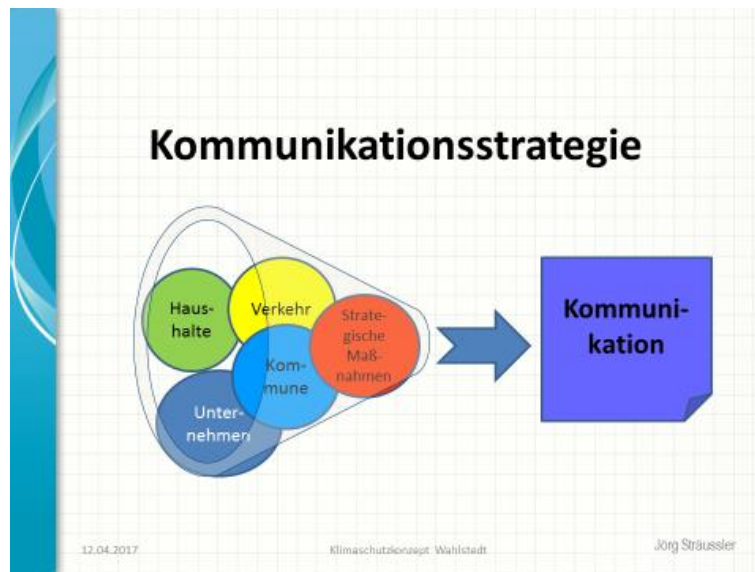 Kommunikationsstrategie
Haus-
halte
Verkehr
Strate-
gische
Maß-
nahmen
Kom-
mune
Unter-
nehmen
Kommuni-
kation
12.04.2017
Klimaschutzkonzept Wahlstedt
Jörg Sträussler